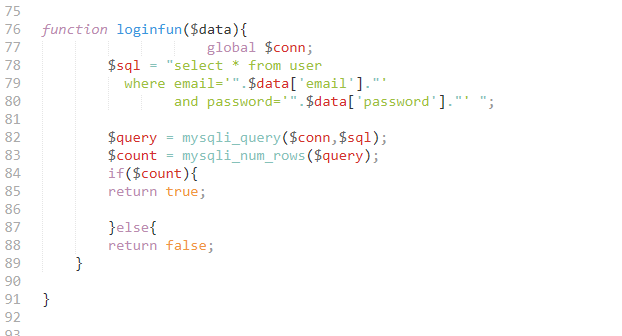 75
76 function loginfun($data){
77 global $conn;
78 $sql = "select * from user
79 where email='".$data['email']."'
80 and password='".$data['password']."' ";
81
82 $query = mysqli_query($conn,$sql);
83 $count = mysqli_num_rows($query);
84 if($count){
85 return true;
86
87 }else{
88 return false;
89 }
90
91 }
92
93